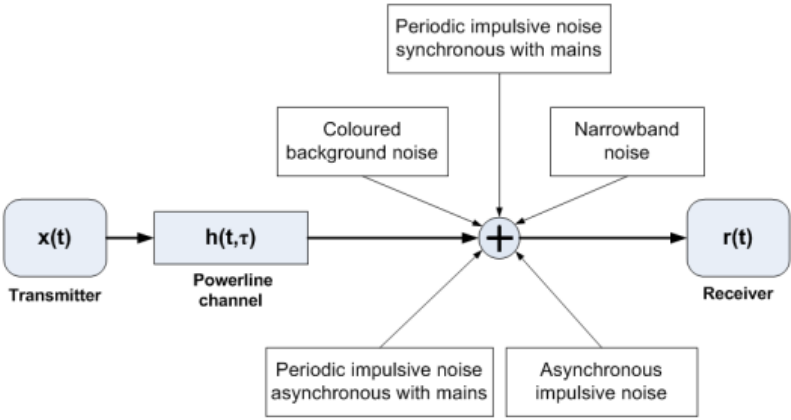 Periodic impulsive noise
synchronous with mains
Coloured
background noise
Narrowband
noise
x(t)
h(t,τ)
+
r(t)
Transmitter
Powerline
channel
Receiver
Periodic impulsive noise
asynchronous with mains
Asynchronous
impulsive noise